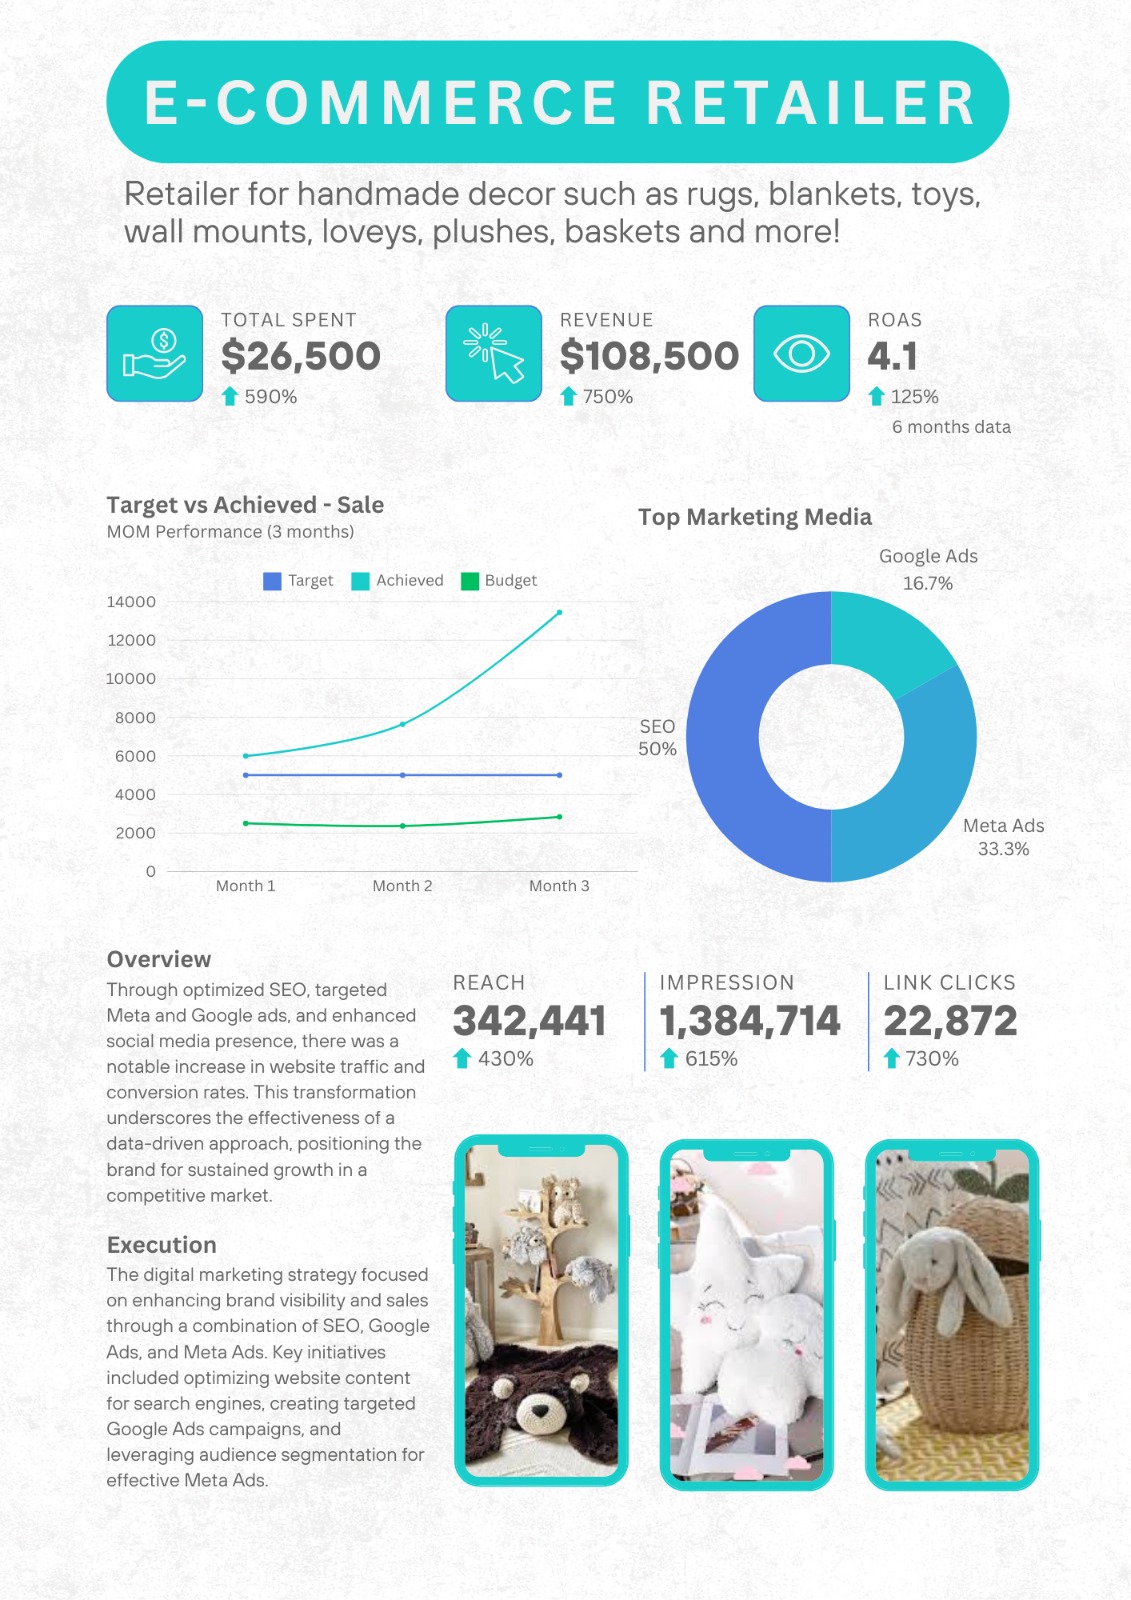 E-COMMERCE RETAILER
Retailer for handmade decor such as rugs, blankets, toys,
wall mounts, loveys, plushes, baskets and more!
TOTAL SPENT
$26,500
590%
REVENUE
$108,500
750%
ROAS
4.1
125%
6 months data
Target vs Achieved - Sale
MOM Performance (3 months)
Target
Achieved
Budget
14000
12000
10000
8000
6000
4000
2000
0
Month 1
Month 2
Month 3
Top Marketing Media
Google Ads
16.7%
SEO
50%
Meta Ads
33.3%
Overview
Through optimized SEO, targeted
Meta and Google ads, and enhanced
social media presence, there was a
notable increase in website traffic and
conversion rates. This transformation
underscores the effectiveness of a
data-driven approach, positioning the
brand for sustained growth in a
competitive market.
Execution
The digital marketing strategy focused
on enhancing brand visibility and sales
through a combination of SEO, Google
Ads, and Meta Ads. Key initiatives
included optimizing website content
for search engines, creating targeted
Google Ads campaigns, and
leveraging audience segmentation for
effective Meta Ads.
REACH
342,441
430%
IMPRESSION
1,384,714
615%
LINK CLICKS
22,872
730%